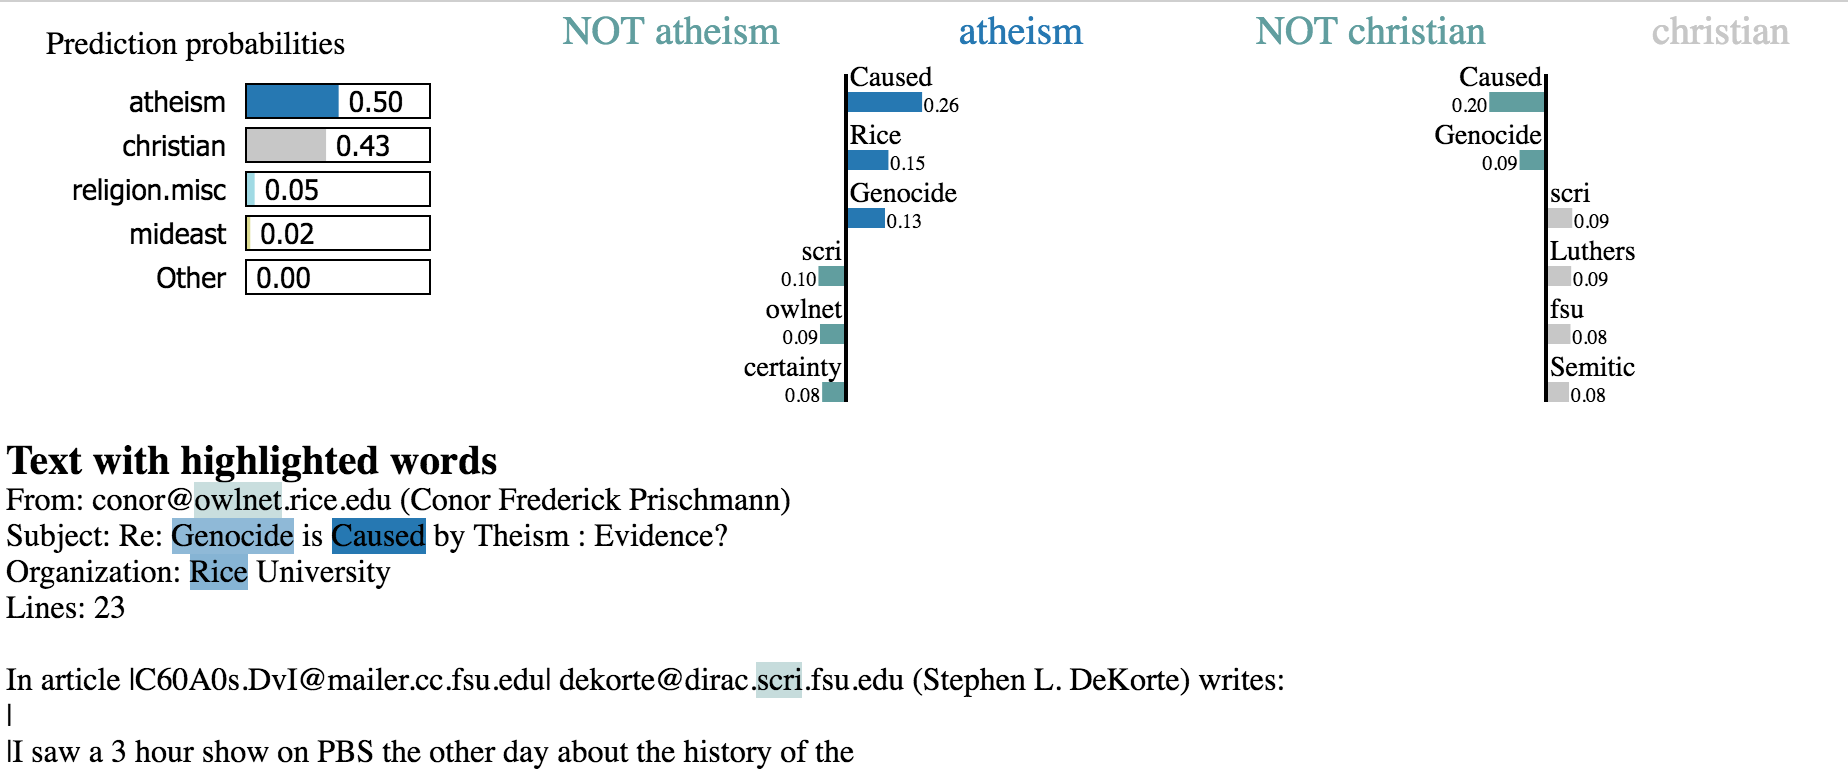 Prediction probabilities
atheism 0.50
christian 0.43
religion.misc 0.05
mideast 0.02
Other 0.00
NOT atheism atheism
Caused
0.26
Rice
0.15
Genocide
0.13
scri
0.10
owlnet
0.09
certainty
0.08
NOT christian christian
Caused
0.20
Genocide
0.09
scri
0.09
Luthers
0.09
fsu
0.08
Semitic
0.08
Text with highlighted words
From: conor@owlnet.rice.edu (Conor Frederick Prischmann)
Subject: Re: Genocide is Caused by Theism : Evidence?
Organization: Rice University
Lines: 23
In article |C60A0s.DvI@mailer.cc.fsu.edu| dekorte@dirac.scri.fsu.edu (Stephen L. DeKorte) writes:
|
|I saw a 3 hour show on PBS the other day about the history of the